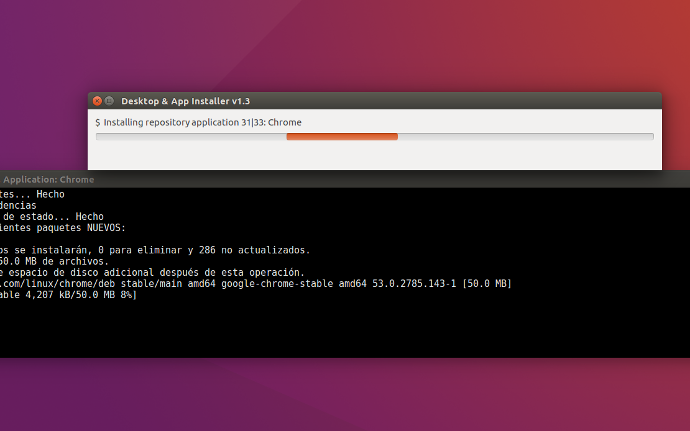 Desktop & App Installer v1.3
$ Installing repository application 31|33: Chrome
Application: Chrome
tes... Hecho
dencias
de estado... Hecho
ientes paquetes NUEVOS:
os se instalarán, 0 para eliminar y 286 no actualizados.
50.0 MB de archivos.
e espacio de disco adicional después de esta operación.
.com/linux/chrome/deb stable/main amd64 google-chrome-stable amd64 53.0.2785.143-1 [50.0 MB]
able 4,207 kB/50.0 MB 8%]